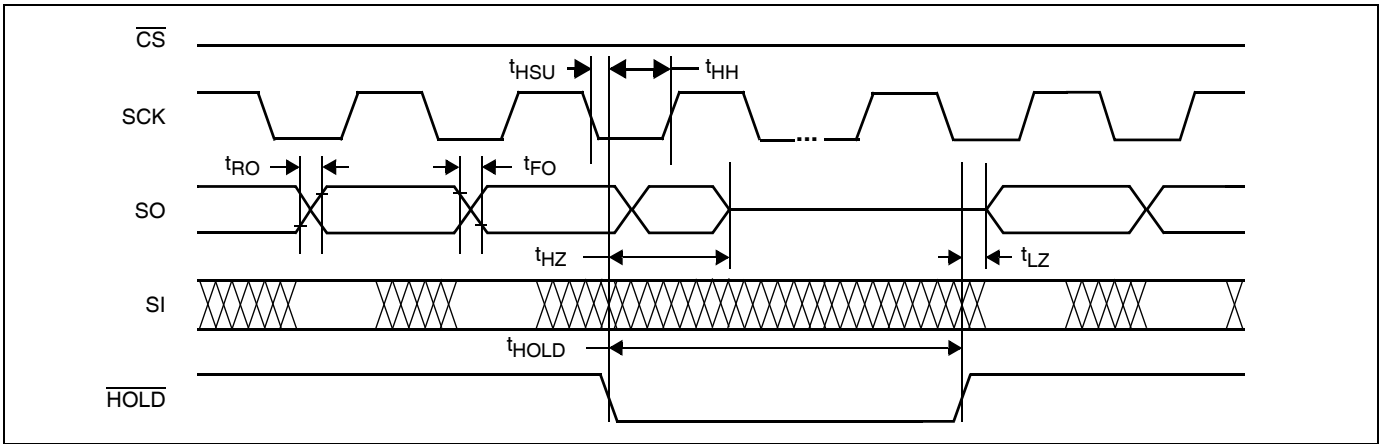 CS
tHSU
tHH
SCK
...
tRO
tFO
SO
tHZ
tLZ
SI
tHOLD
HOLD